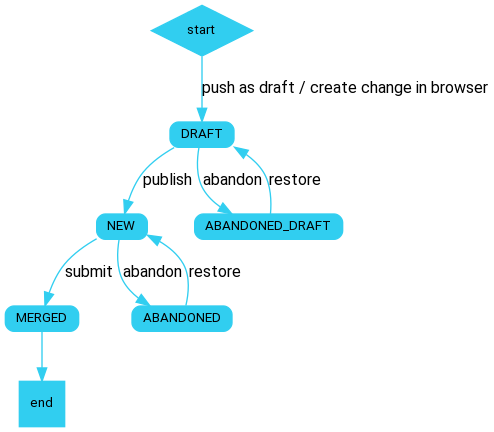 start
push as draft / create change in browser
DRAFT
publish
abandon
restore
NEW
ABANDONED_DRAFT
submit
abandon
restore
MERGED
ABANDONED
end